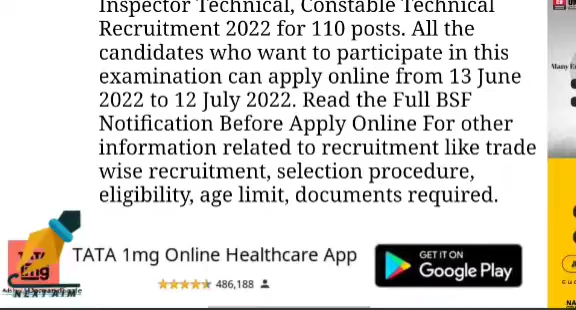 Inspector Technical, Constable Technical
Recruitment 2022 for 110 posts. All the
candidates who want to participate in this
examination can apply online from 13 June
2022 to 12 July 2022. Read the Full BSF
Notification Before Apply Online For other
information related to recruitment like trade
wise recruitment, selection procedure,
eligibility, age limit, documents required.
TATA 1mg Online Healthcare App
486,188
GET IT ON
Google Play
TATA
1mg
NEXT AIM